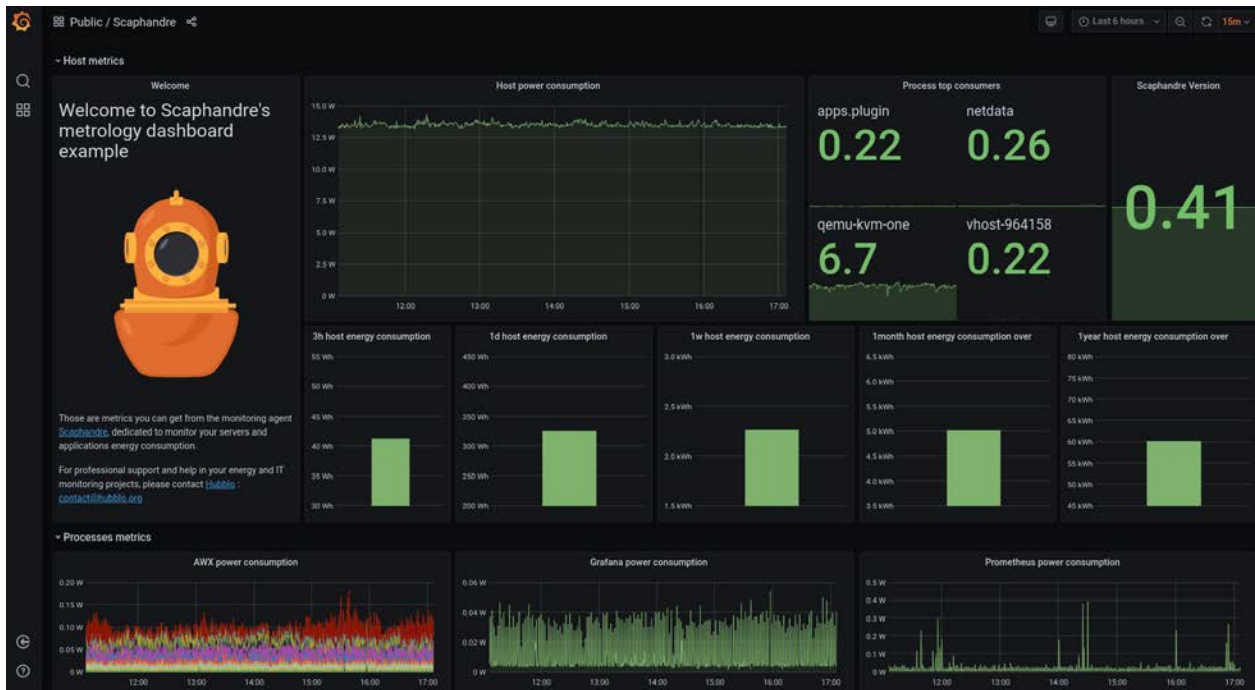 Public / Scaphandre
Last 6 hours
15m
Host metrics
Welcome
Welcome to Scaphandre's
metrology dashboard
example
Those are metrics you can get from the monitoring agent
Scaphandre, dedicated to monitor your servers and
applications energy consumption.
For professional support and help in your energy and IT
monitoring projects, please contact Hubblo :
contact@hubblo.org
Host power consumption
15.0 W
12.5 W
10.0 W
7.5 W
5.0 W
2.5 W
0 W
12:00 13:00 14:00 15:00 16:00 17:00
Process top consumers
apps.plugin netdata
0.22 0.26
qemu-kvm-one vhost-964158
6.7 0.22
Scaphandre Version
0.41
3h host energy consumption
55 Wh
50 Wh
45 Wh
40 Wh
35 Wh
30 Wh
1d host energy consumption
450 Wh
400 Wh
350 Wh
300 Wh
250 Wh
200 Wh
1w host energy consumption
3.0 kWh
2.5 kWh
2.0 kWh
1.5 kWh
1month host energy consumption over
6.5 kWh
6.0 kWh
5.5 kWh
5.0 kWh
4.5 kWh
4.0 kWh
3.5 kWh
1year host energy consumption over
80 kWh
75 kWh
70 kWh
65 kWh
60 kWh
55 kWh
50 kWh
45 kWh
Processes metrics
AWX power consumption
0.20 W
0.15 W
0.10 W
0.05 W
0 W
12:00 13:00 14:00 15:00 16:00 17:00
Grafana power consumption
0.06 W
0.04 W
0.02 W
0 W
12:00 13:00 14:00 15:00 16:00 17:00
Prometheus power consumption
0.5 W
0.4 W
0.3 W
0.2 W
0.1 W
0 W
12:00 13:00 14:00 15:00 16:00 17:00